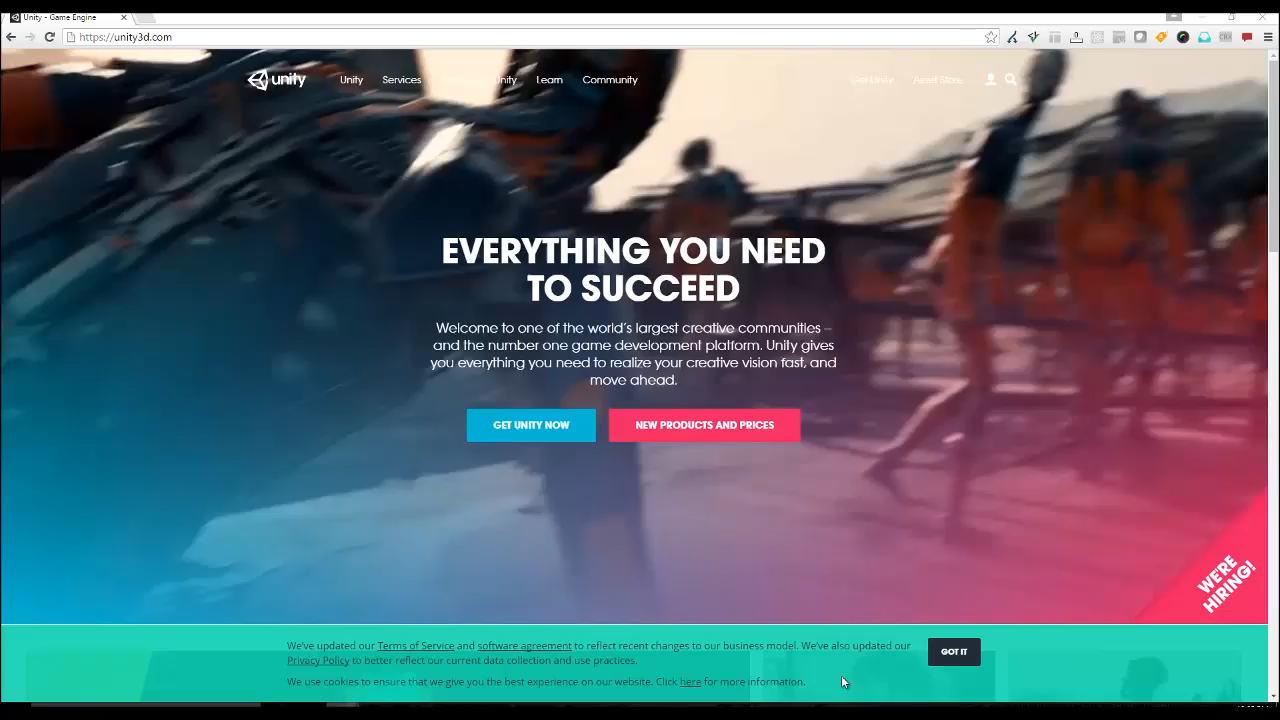 Unity - Game Engine
https://unity3d.com
unity Unity Services Unity Learn Community Get Unity Asset Store
EVERYTHING YOU NEED
TO SUCCEED
Welcome to one of the world's largest creative communities –
and the number one game development platform. Unity gives
you everything you need to realize your creative vision fast, and
move ahead.
GET UNITY NOW
NEW PRODUCTS AND PRICES
WE'RE
HIRING!
We've updated our Terms of Service and software agreement to reflect recent changes to our business model. We've also updated our
Privacy Policy to better reflect our current data collection and use practices.
We use cookies to ensure that we give you the best experience on our website. Click here for more information.
GOT IT